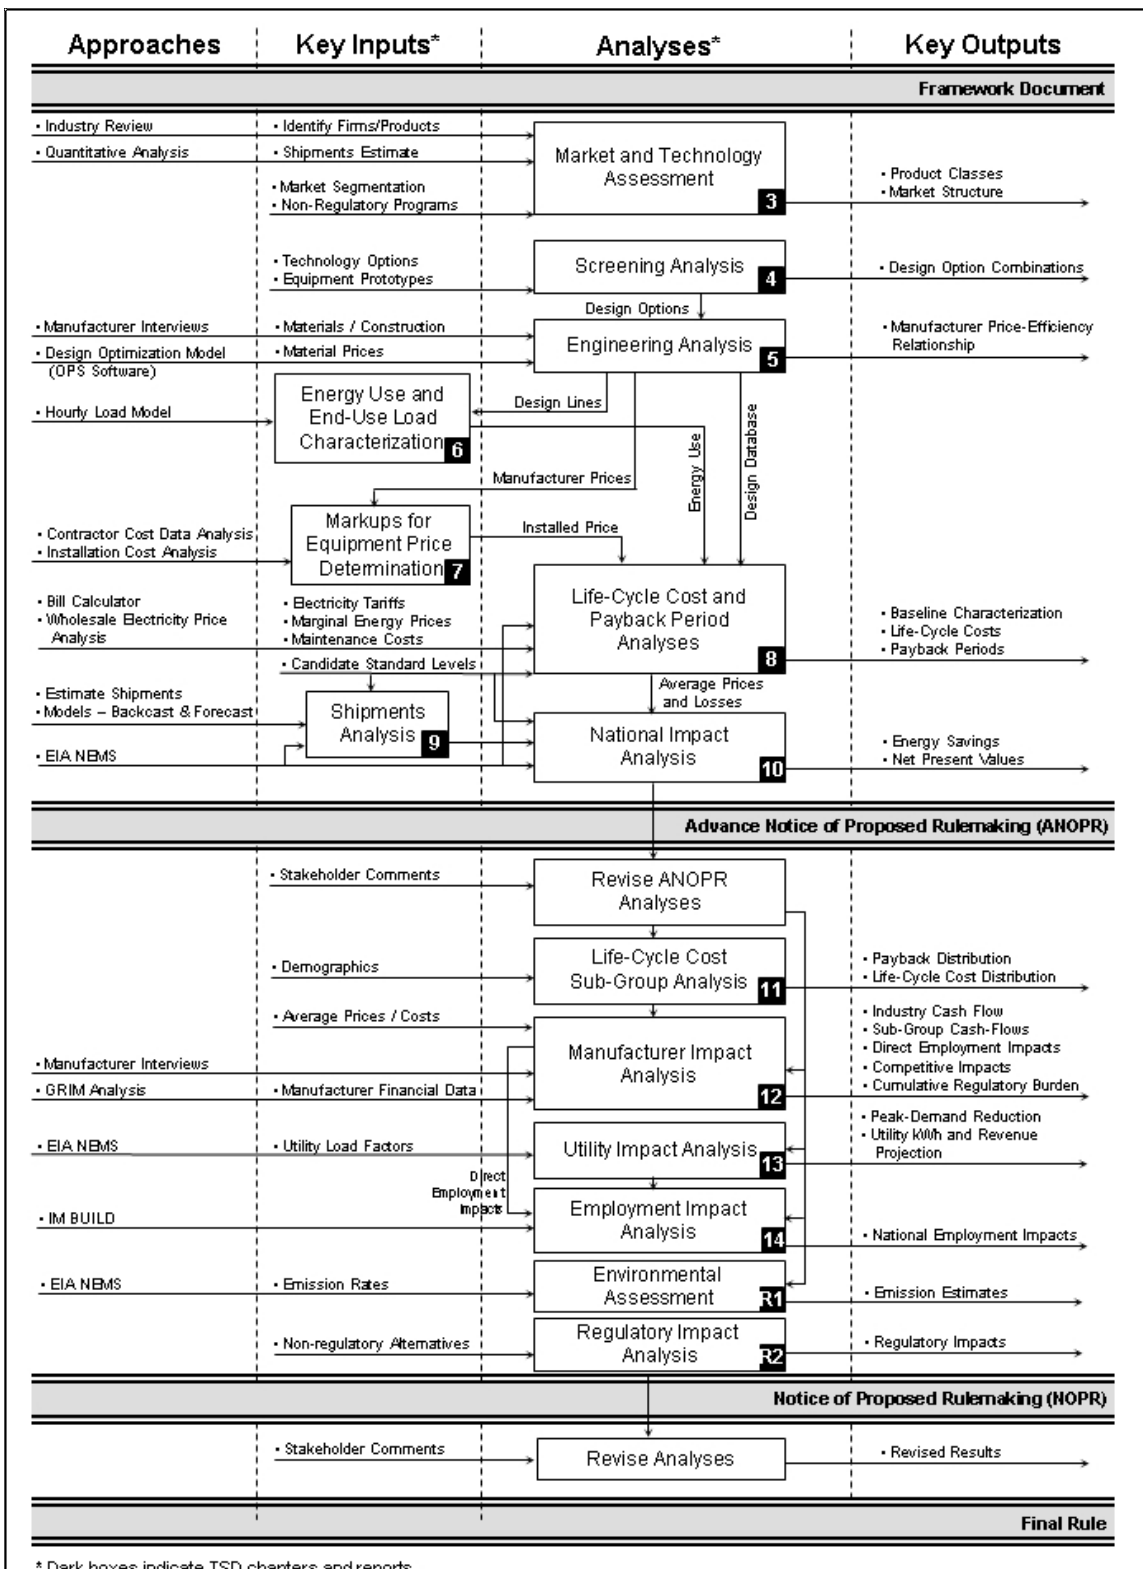 Approaches
Key Inputs*
Analyses*
Key Outputs
Framework Document
• Industry Review
• Identify Firms/Products
• Quantitative Analysis
• Shipments Estimate
• Market Segmentation
• Non-Regulatory Programs
Market and Technology
Assessment
3
• Product Classes
• Market Structure
• Technology Options
• Equipment Prototypes
Screening Analysis
4
• Design Option Combinations
Design Options
• Manufacturer Interviews
• Materials / Construction
• Design Optimization Model
(OPS Software)
• Material Prices
Engineering Analysis
5
• Manufacturer Price-Efficiency
Relationship
• Hourly Load Model
Energy Use and
End-Use Load
Characterization
6
Design Lines
Energy Use
Design Database
Manufacturer Prices
• Contractor Cost Data Analysis
• Installation Cost Analysis
Markups for
Equipment Price
Determination
7
Installed Price
• Bill Calculator
• Wholesale Electricity Price
Analysis
• Electricity Tariffs
• Marginal Energy Prices
• Maintenance Costs
• Candidate Standard Levels
Life-Cycle Cost and
Payback Period
Analyses
8
• Baseline Characterization
• Life-Cycle Costs
• Payback Periods
Average Prices
and Losses
• Estimate Shipments
• Models – Backcast & Forecast
• EIA NEMS
Shipments
Analysis
9
National Impact
Analysis
10
• Energy Savings
• Net Present Values
Advance Notice of Proposed Rulemaking (ANOPR)
• Stakeholder Comments
Revise ANOPR
Analyses
• Demographics
Life-Cycle Cost
Sub-Group Analysis
11
• Payback Distribution
• Life-Cycle Cost Distribution
• Average Prices / Costs
• Manufacturer Interviews
• GRIM Analysis
• Manufacturer Financial Data
Manufacturer Impact
Analysis
12
• Industry Cash Flow
• Sub-Group Cash-Flows
• Direct Employment Impacts
• Competitive Impacts
• Cumulative Regulatory Burden
• EIA NEMS
• Utility Load Factors
Utility Impact Analysis
13
• Peak-Demand Reduction
• Utility kWh and Revenue
Projection
Direct
Employment
Impacts
• IM BUILD
Employment Impact
Analysis
14
• National Employment Impacts
• EIA NEMS
• Emission Rates
Environmental
Assessment
R1
• Emission Estimates
• Non-regulatory Alternatives
Regulatory Impact
Analysis
R2
• Regulatory Impacts
Notice of Proposed Rulemaking (NOPR)
• Stakeholder Comments
Revise Analyses
• Revised Results
Final Rule
* Dark boxes indicate TSD chapters and reports